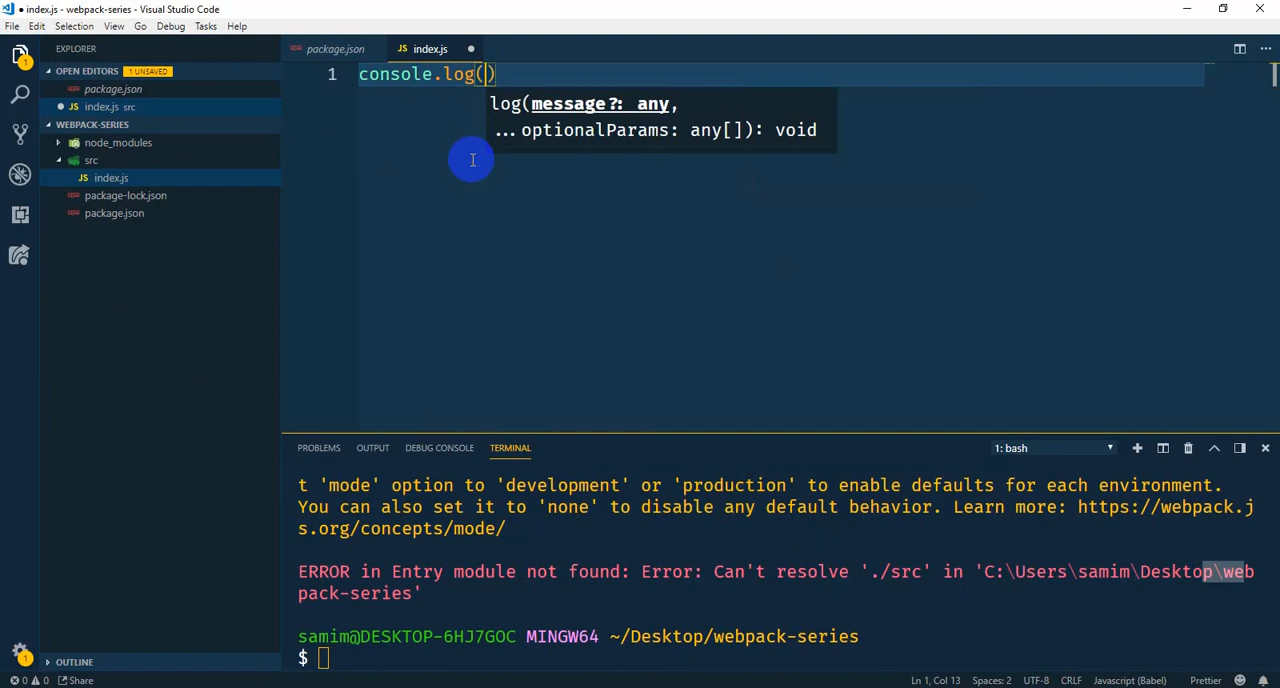 ● index.js - webpack-series - Visual Studio Code
File Edit Selection View Go Debug Tasks Help
EXPLORER
OPEN EDITORS 1 UNSAVED
package.json
JS index.js src
WEBPACK-SERIES
node_modules
src
JS index.js
package-lock.json
package.json
OUTLINE
1
1
package.json JS index.js ●
1 console.log()
log(message?: any,
...optionalParams: any[]): void
PROBLEMS OUTPUT DEBUG CONSOLE TERMINAL 1: bash
t 'mode' option to 'development' or 'production' to enable defaults for each environment.
You can also set it to 'none' to disable any default behavior. Learn more: https://webpack.j
s.org/concepts/mode/
ERROR in Entry module not found: Error: Can't resolve './src' in 'C:\Users\samim\Desktop\web
pack-series'
samim@DESKTOP-6HJ7GOC MINGW64 ~/Desktop/webpack-series
$
0 0 Share Ln 1, Col 13 Spaces: 2 UTF-8 CRLF Javascript (Babel) Prettier